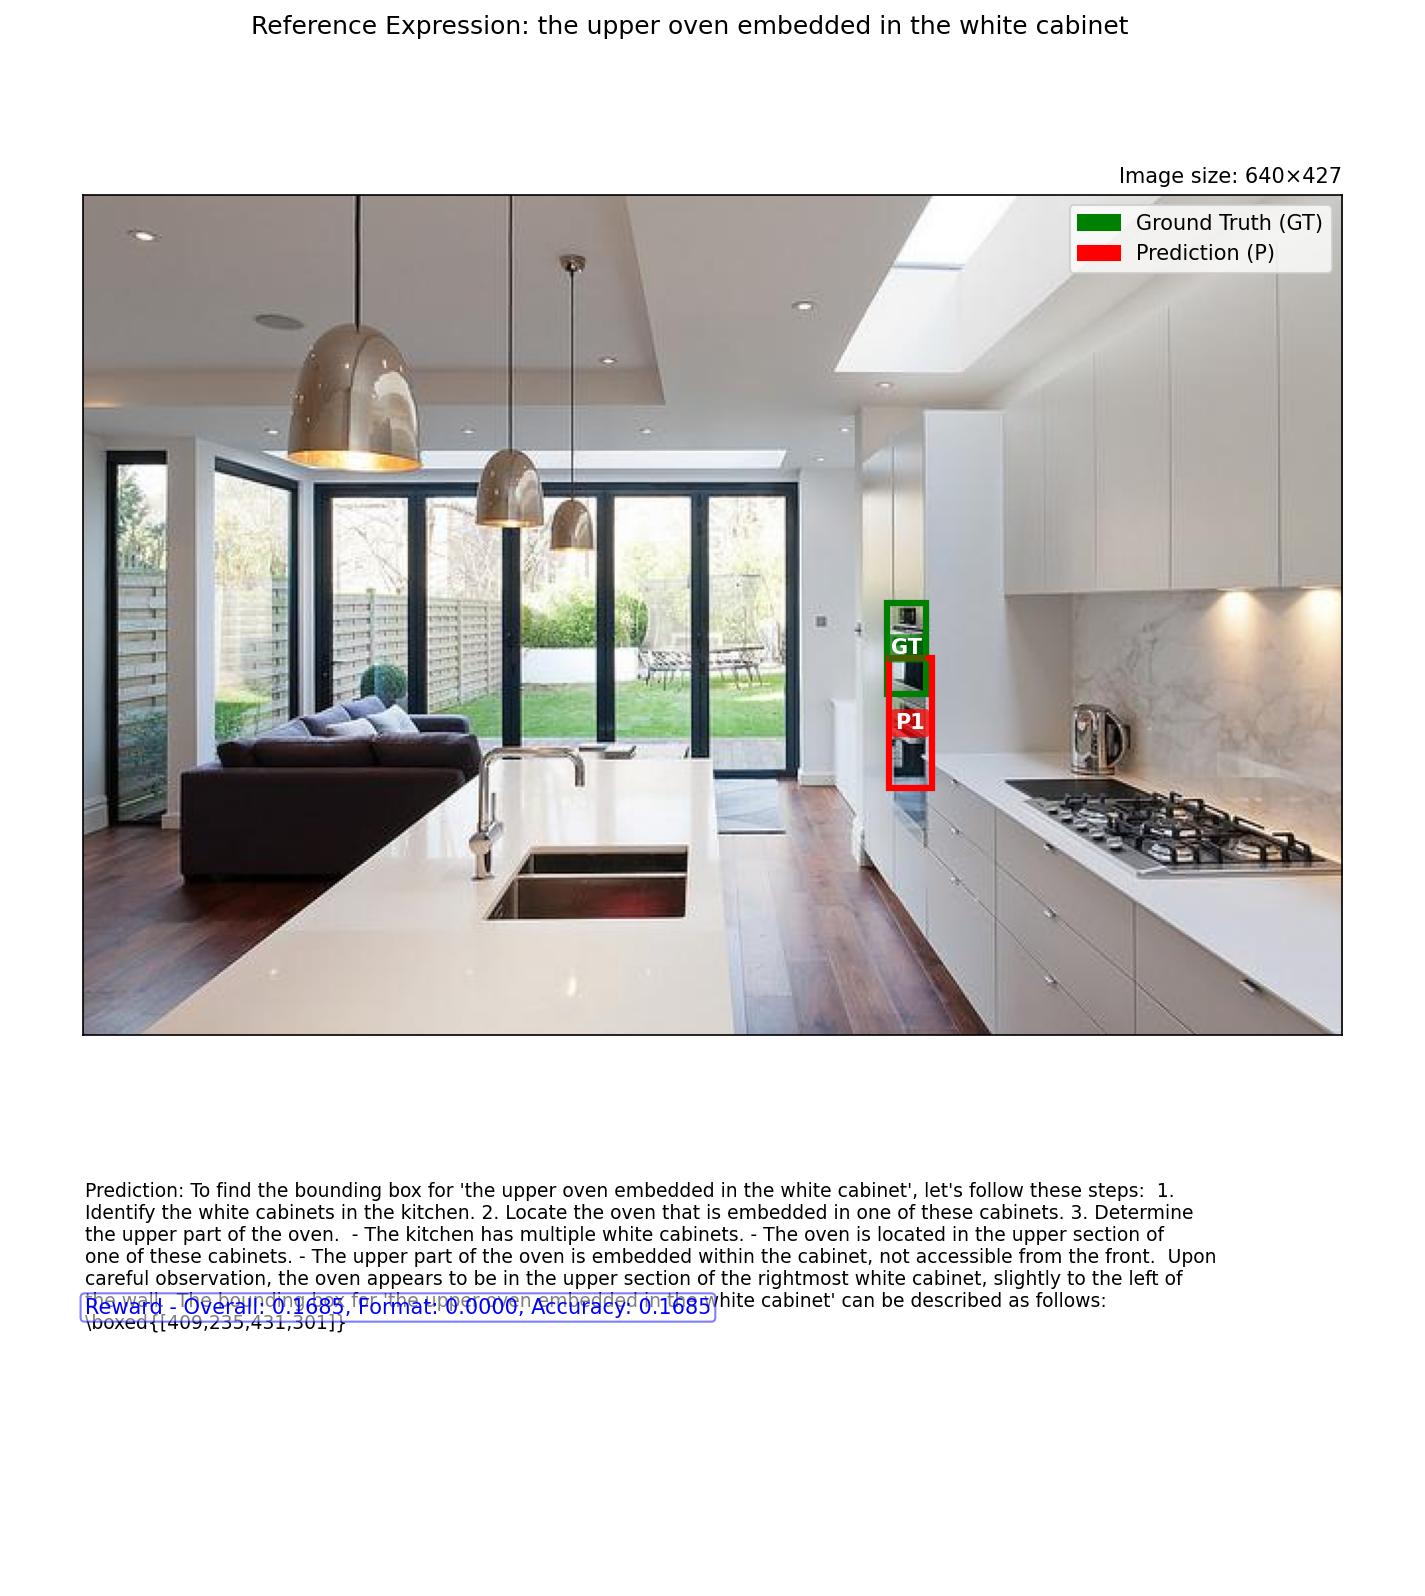 Reference Expression: the upper oven embedded in the white cabinet
Image size: 640×427
Ground Truth (GT)
Prediction (P)
GT
P1
Prediction: To find the bounding box for 'the upper oven embedded in the white cabinet', let's follow these steps:  1.
Identify the white cabinets in the kitchen. 2. Locate the oven that is embedded in one of these cabinets. 3. Determine
the upper part of the oven.  - The kitchen has multiple white cabinets. - The oven is located in the upper section of
one of these cabinets. - The upper part of the oven is embedded within the cabinet, not accessible from the front.  Upon
careful observation, the oven appears to be in the upper section of the rightmost white cabinet, slightly to the left of
the wall.  The bounding box for 'the upper oven embedded in the white cabinet' can be described as follows:
Reward - Overall: 0.1685, Format: 0.0000, Accuracy: 0.1685
\boxed{[409,235,431,301]}